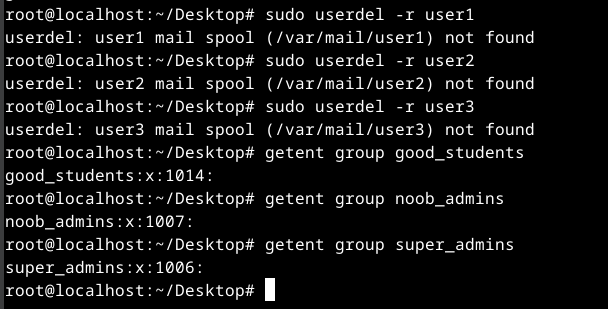 root@localhost:~/Desktop# sudo userdel -r user1
userdel: user1 mail spool (/var/mail/user1) not found
root@localhost:~/Desktop# sudo userdel -r user2
userdel: user2 mail spool (/var/mail/user2) not found
root@localhost:~/Desktop# sudo userdel -r user3
userdel: user3 mail spool (/var/mail/user3) not found
root@localhost:~/Desktop# getent group good_students
good_students:x:1014:
root@localhost:~/Desktop# getent group noob_admins
noob_admins:x:1007:
root@localhost:~/Desktop# getent group super_admins
super_admins:x:1006:
root@localhost:~/Desktop#